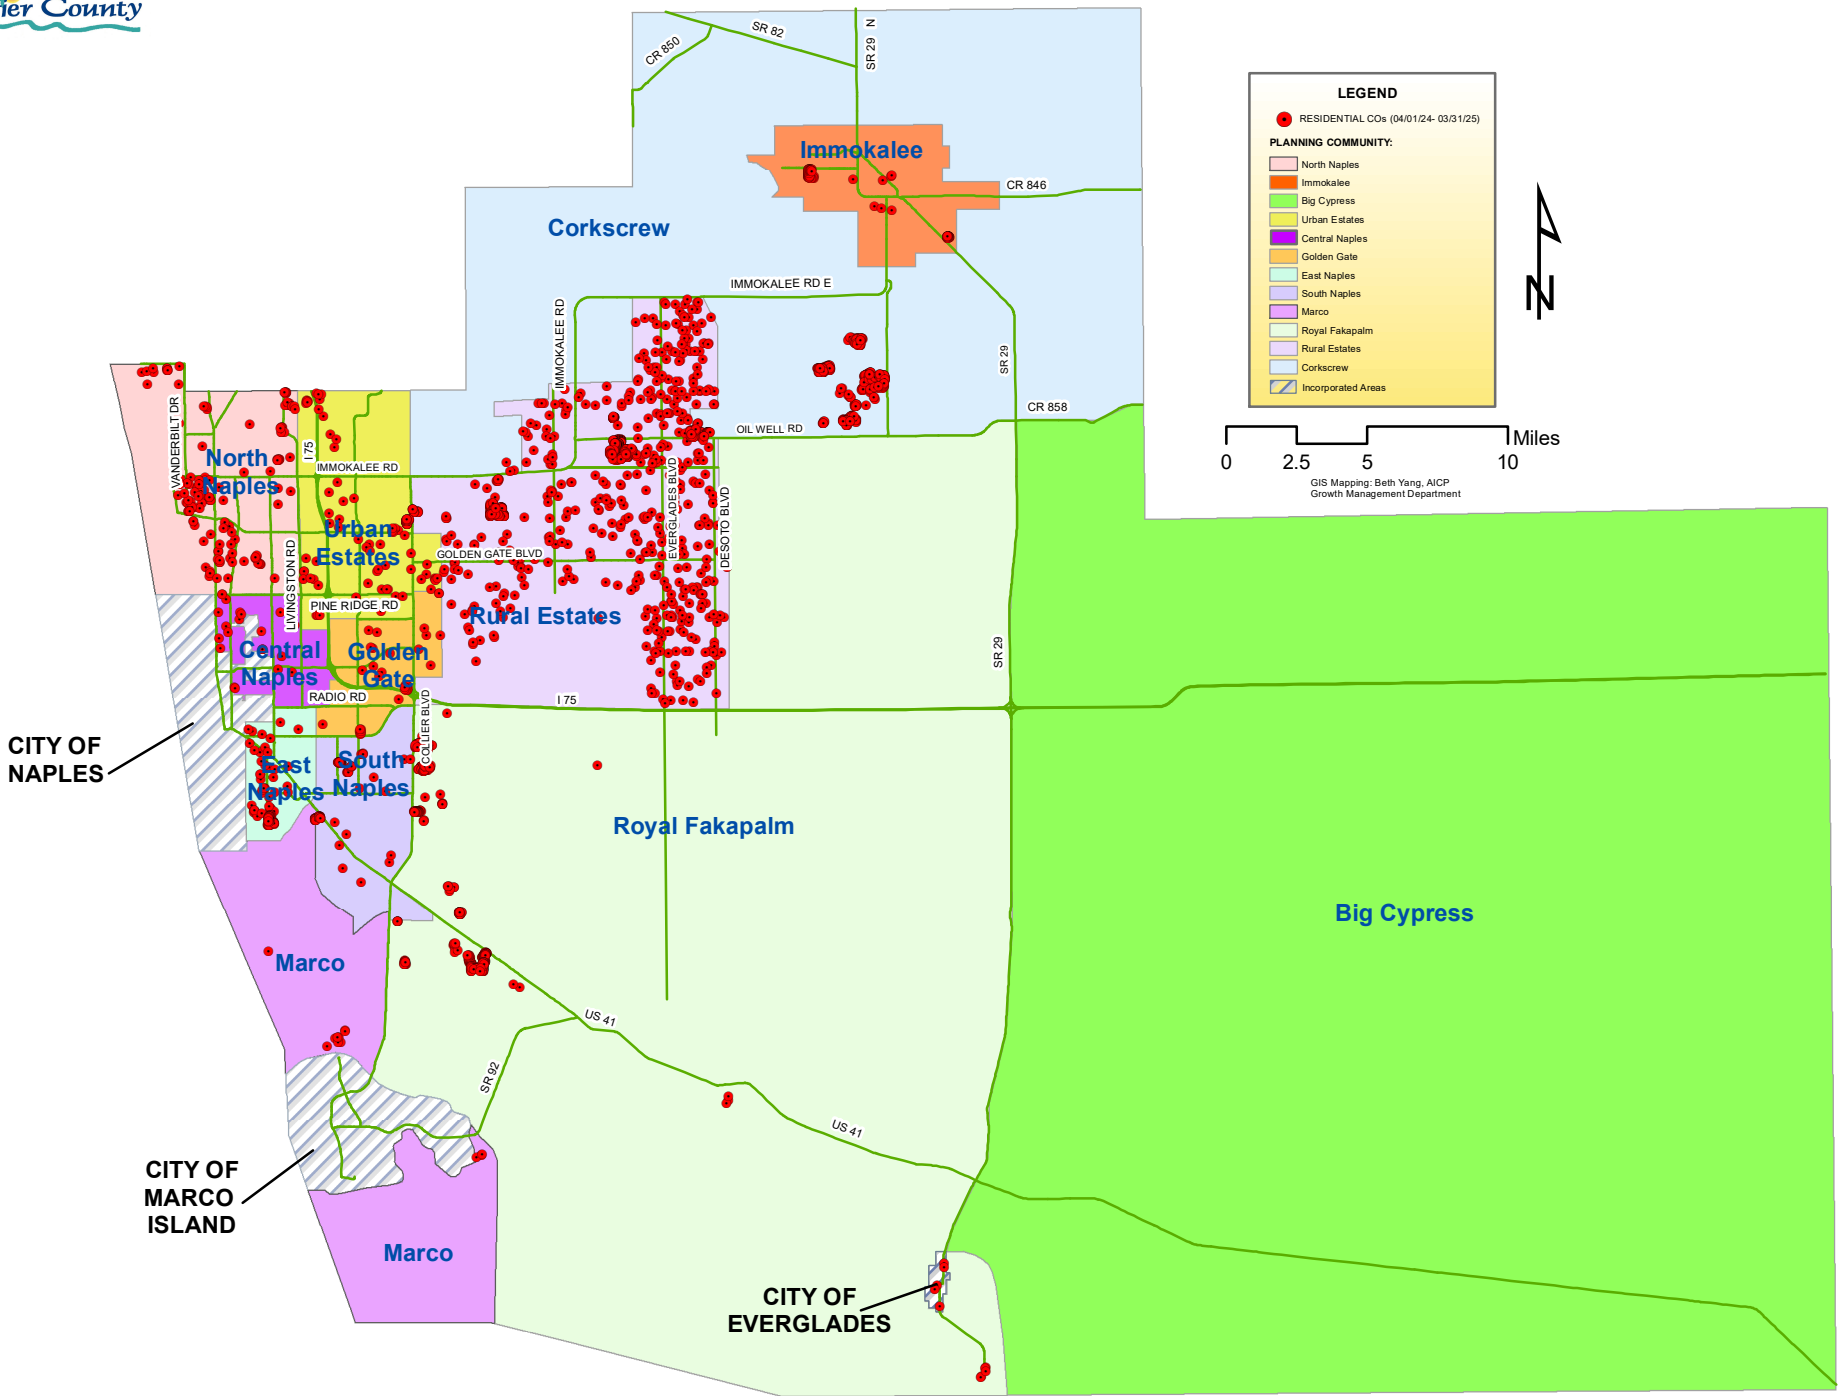 County
SR 82
CR 850
SR 29 N
Immokalee
CR 846
Corkscrew
IMMOKALEE RD E
IMMOKALEE RD
SR 29
CR 858
OIL WELL RD
LEGEND
RESIDENTIAL COs (04/01/24- 03/31/25)
PLANNING COMMUNITY:
North Naples
Immokalee
Big Cypress
Urban Estates
Central Naples
Golden Gate
East Naples
South Naples
Marco
Royal Fakapalm
Rural Estates
Corkscrew
Incorporated Areas
N
Miles
0 2.5 5 10
GIS Mapping: Beth Yang, AICP
Growth Management Department
VANDERBILT DR
I 75
North
Naples
IMMOKALEE RD
EVERGLADES BLVD
DESOTO BLVD
Urban
Estates
GOLDEN GATE BLVD
LIVINGSTON RD
PINE RIDGE RD
Rural Estates
SR 29
Central
Naples
Golden
Gate
RADIO RD
COLLIER BLVD
I 75
CITY OF
NAPLES
East
Naples
South
Naples
Royal Fakapalm
Big Cypress
Marco
US 41
SR 92
US 41
CITY OF
MARCO
ISLAND
Marco
CITY OF
EVERGLADES